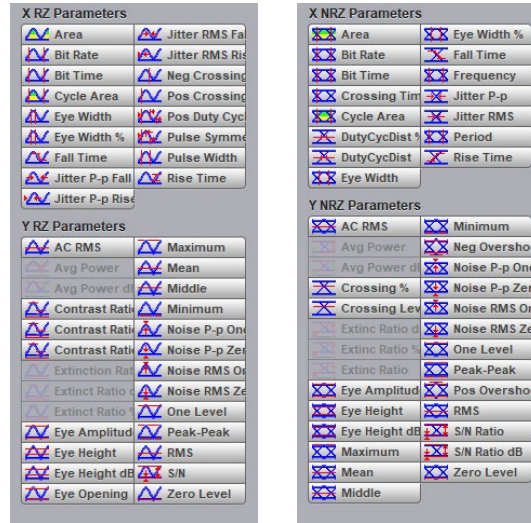 X RZ Parameters
Area
Jitter RMS Fal
Bit Rate
Jitter RMS Ris
Bit Time
Neg Crossing
Cycle Area
Pos Crossing
Eye Width
Pos Duty Cycl
Eye Width %
Pulse Symme
Fall Time
Pulse Width
Jitter P-p Fall
Rise Time
Jitter P-p Rise
Y RZ Parameters
AC RMS
Maximum
Avg Power
Mean
Avg Power dB
Middle
Contrast Ratio
Minimum
Contrast Ratio
Noise P-p One
Contrast Ratio
Noise P-p Zer
Extinction Rat
Noise RMS On
Extinct Ratio d
Noise RMS Ze
Extinct Ratio %
One Level
Eye Amplitud
Peak-Peak
Eye Height
RMS
Eye Height dB
S/N
Eye Opening
Zero Level
X NRZ Parameters
Area
Eye Width %
Bit Rate
Fall Time
Bit Time
Frequency
Crossing Tim
Jitter P-p
Cycle Area
Jitter RMS
DutyCycDist %
Period
DutyCycDist
Rise Time
Eye Width
Y NRZ Parameters
AC RMS
Minimum
Avg Power
Neg Oversho
Avg Power dB
Noise P-p One
Crossing %
Noise P-p Zer
Crossing Lev
Noise RMS On
Extinc Ratio d
Noise RMS Ze
Extinc Ratio %
One Level
Extinc Ratio
Peak-Peak
Eye Amplitud
Pos Oversho
Eye Height
RMS
Eye Height dB
S/N Ratio
Maximum
S/N Ratio dB
Mean
Zero Level
Middle